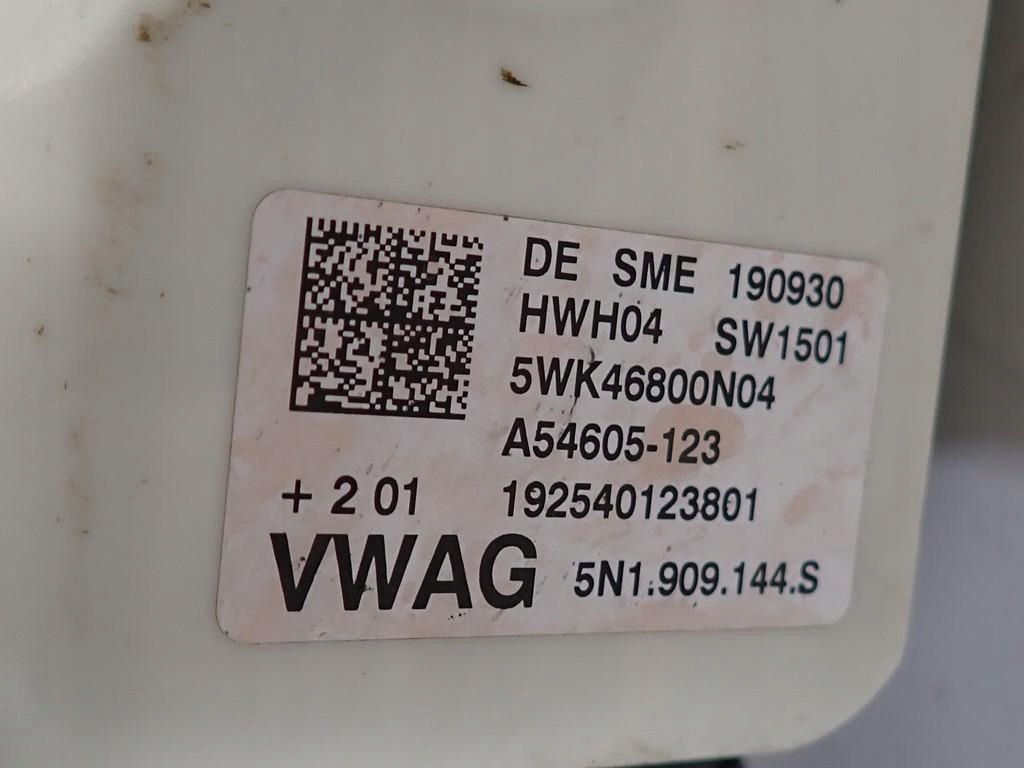 DE SME 190930
HWH04 SW1501
5WK46800N04
A54605-123
+ 2 01 192540123801
VWAG 5N1.909.144.S